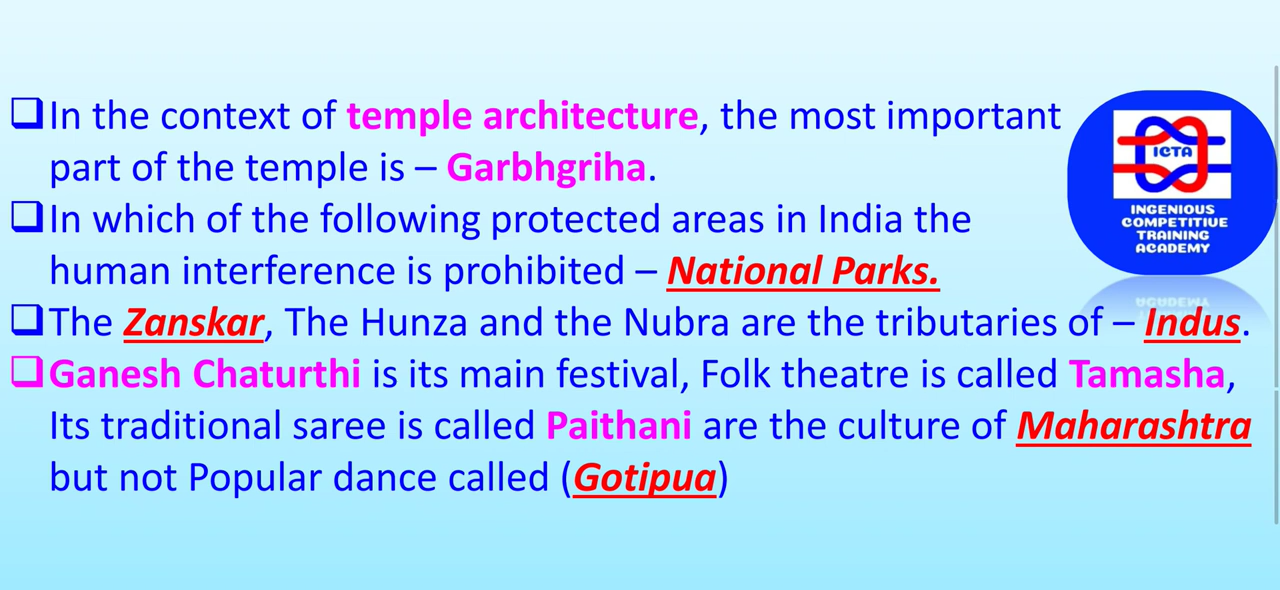 ❑In the context of temple architecture, the most important
part of the temple is – Garbhgriha.
❑In which of the following protected areas in India the
human interference is prohibited – National Parks.
❑The Zanskar, The Hunza and the Nubra are the tributaries of – Indus.
❑Ganesh Chaturthi is its main festival, Folk theatre is called Tamasha,
Its traditional saree is called Paithani are the culture of Maharashtra
but not Popular dance called (Gotipua)
ICTA
INGENIOUS
COMPETITIVE
TRAINING
ACADEMY